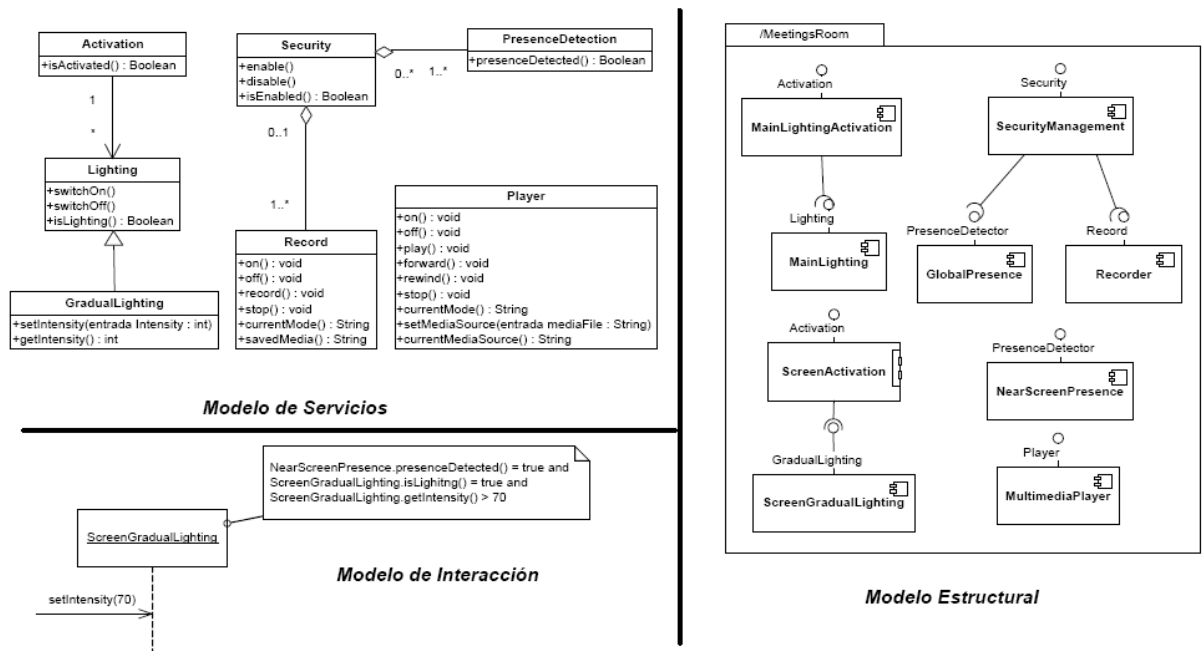 Activation
+isActivated() : Boolean
1
*
Lighting
+switchOn()
+switchOff()
+isLighting() : Boolean
GradualLighting
+setIntensity(entrada Intensity : int)
+getIntensity() : int
Security
+enable()
+disable()
+isEnabled() : Boolean
0..*
1..*
PresenceDetection
+presenceDetected() : Boolean
0..1
1..*
Record
+on() : void
+off() : void
+record() : void
+stop() : void
+currentMode() : String
+savedMedia() : String
Player
+on() : void
+off() : void
+play() : void
+forward() : void
+rewind() : void
+stop() : void
+currentMode() : String
+setMediaSource(entrada mediaFile : String)
+currentMediaSource() : String
Modelo de Servicios
NearScreenPresence.presenceDetected() = true and
ScreenGradualLighting.isLighitng() = true and
ScreenGradualLighting.getIntensity() > 70
ScreenGradualLighting
setIntensity(70)
Modelo de Interacción
/MeetingsRoom
Activation
MainLightingActivation
Security
SecurityManagement
Lighting
MainLighting
PresenceDetector
GlobalPresence
Record
Recorder
Activation
ScreenActivation
PresenceDetector
NearScreenPresence
GradualLighting
ScreenGradualLighting
Player
MultimediaPlayer
Modelo Estructural